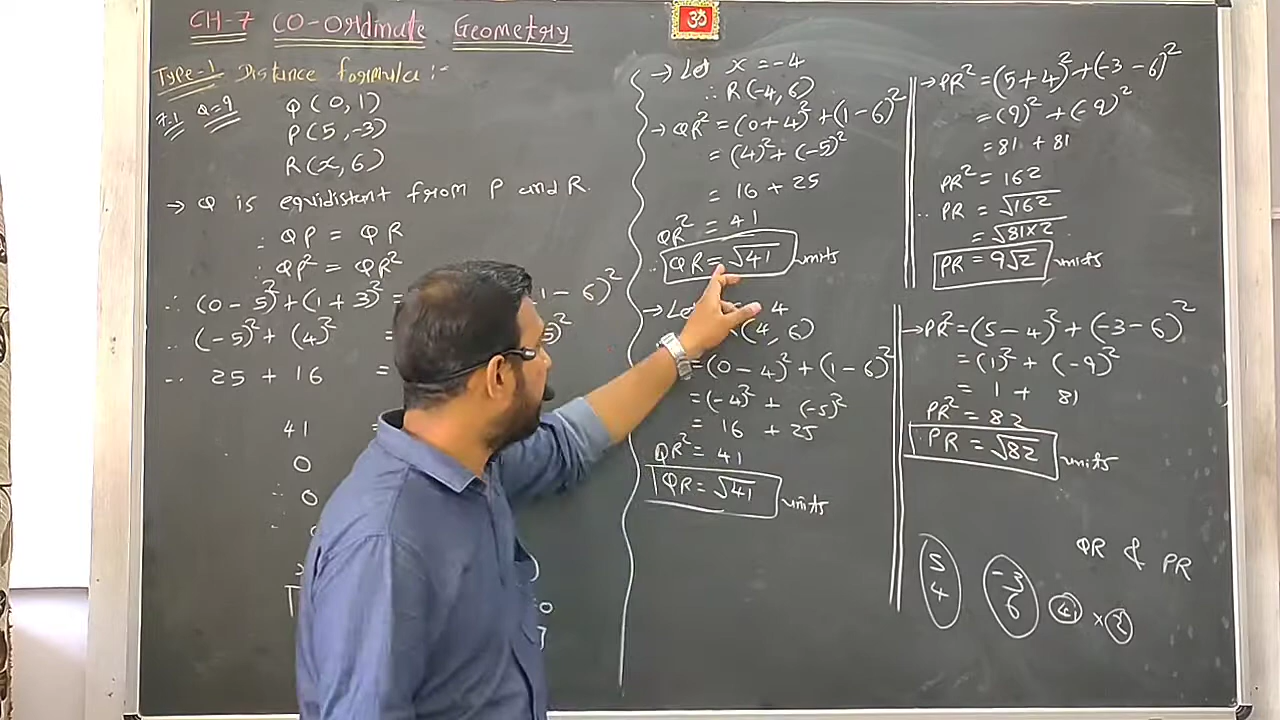 CH-7 CO-Ordinate Geometry
ॐ
Type-1 Distance formula :-
7.1 Q=9 Q(0,1)
P(5,-3)
R(x,6)
→ Q is equidistant from P and R.
∴ QP = QR
∴ QP² = QR²
∴ (0-5)²+(1+3)² = 1-6)²
∴ (-5)²+(4)² = 5)²
∴ 25 + 16 =
41 =
0
∴ 0
→ Let x = -4
∴ R(-4,6)
→ QR² = (0+4)²+(1-6)²
= (4)²+(-5)²
= 16 + 25
QR² = 41
∴ QR = √41 units
→ Let 4
(4,6)
= (0-4)²+(1-6)²
= (-4)² + (-5)²
= 16 + 25
QR² = 41
QR = √41 units
→ PR² = (5+4)²+(-3-6)²
= (9)²+(-9)²
= 81 + 81
PR² = 162
∴ PR = √162
= √81×2
PR = 9√2 units
→ PR² = (5-4)²+(-3-6)²
= (1)² + (-9)²
= 1 + 81
PR² = 82
PR = √82 units
QR & PR
5 -3
4 6 41 × 2